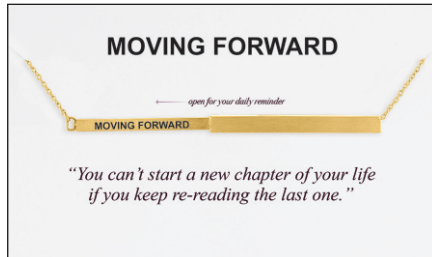 MOVING FORWARD
open for your daily reminder
MOVING FORWARD
“You can’t start a new chapter of your life
if you keep re-reading the last one.”